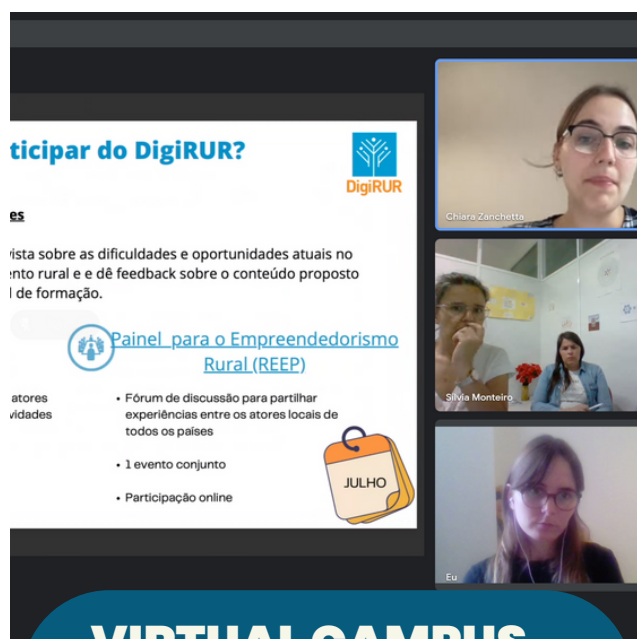 ticipar do DigiRUR?
DigiRUR
es
vista sobre as dificuldades e oportunidades atuais no
ento rural e e dê feedback sobre o conteúdo proposto
l de formação.
Painel para o Empreendedorismo
Rural (REEP)
atores
vidades
• Fórum de discussão para partilhar
experiências entre os atores locais de
todos os países
• 1 evento conjunto
• Participação online
JULHO
Chiara Zanchetta
Silvia Monteiro
Eu
VIRTUAL CAMPUS